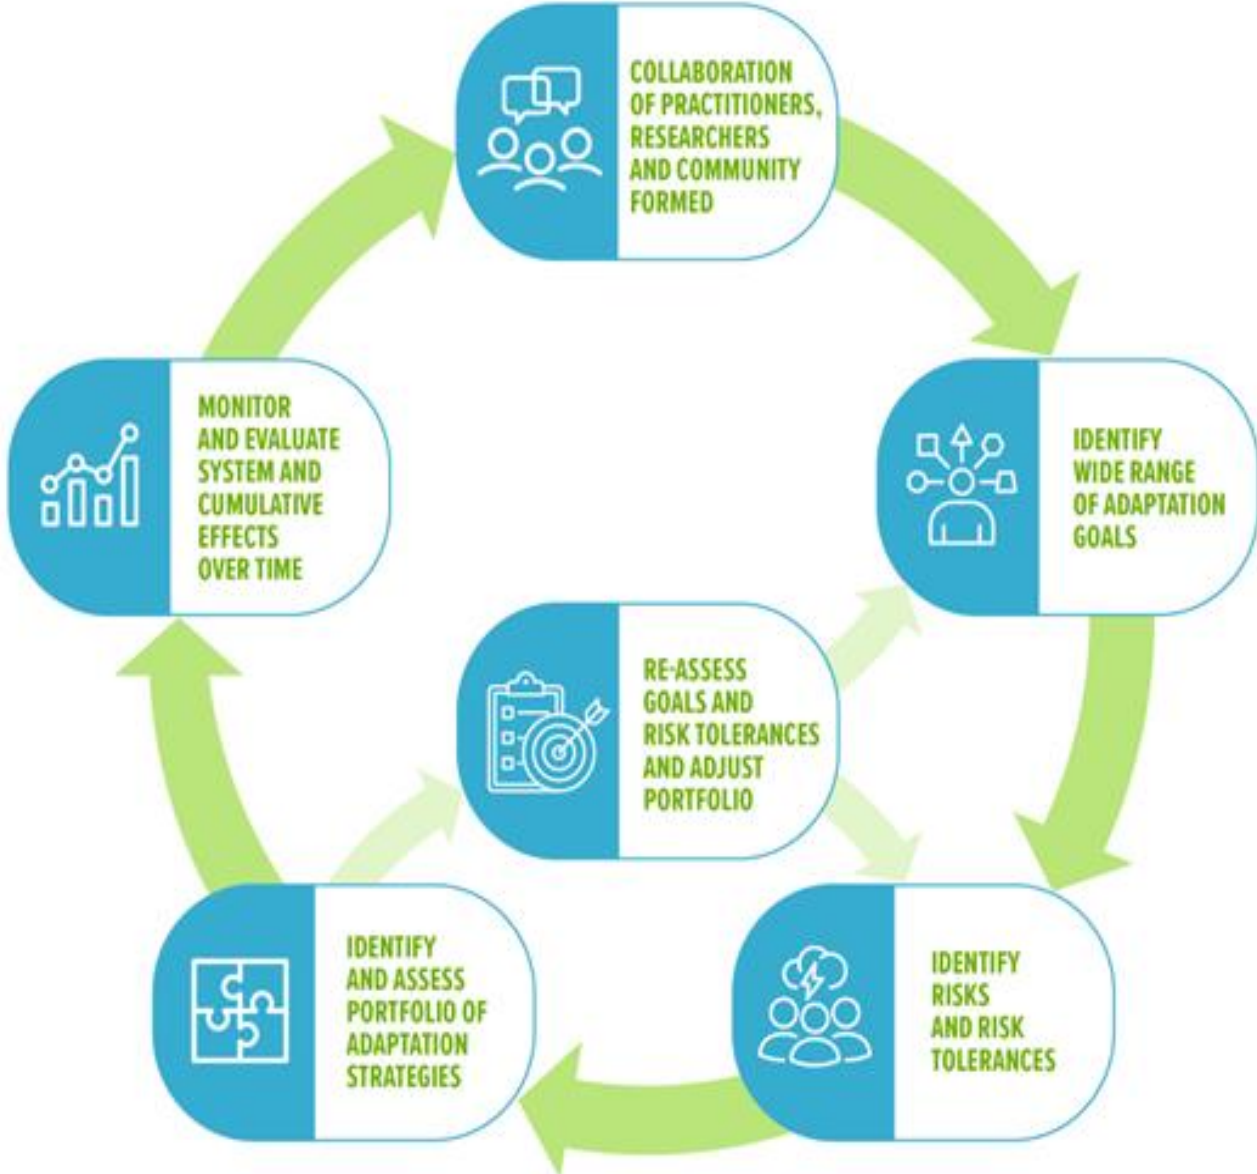 COLLABORATION
OF PRACTITIONERS,
RESEARCHERS
AND COMMUNITY
FORMED
IDENTIFY
WIDE RANGE
OF ADAPTATION
GOALS
IDENTIFY
RISKS
AND RISK
TOLERANCES
IDENTIFY
AND ASSESS
PORTFOLIO OF
ADAPTATION
STRATEGIES
MONITOR
AND EVALUATE
SYSTEM AND
CUMULATIVE
EFFECTS
OVER TIME
RE-ASSESS
GOALS AND
RISK TOLERANCES
AND ADJUST
PORTFOLIO